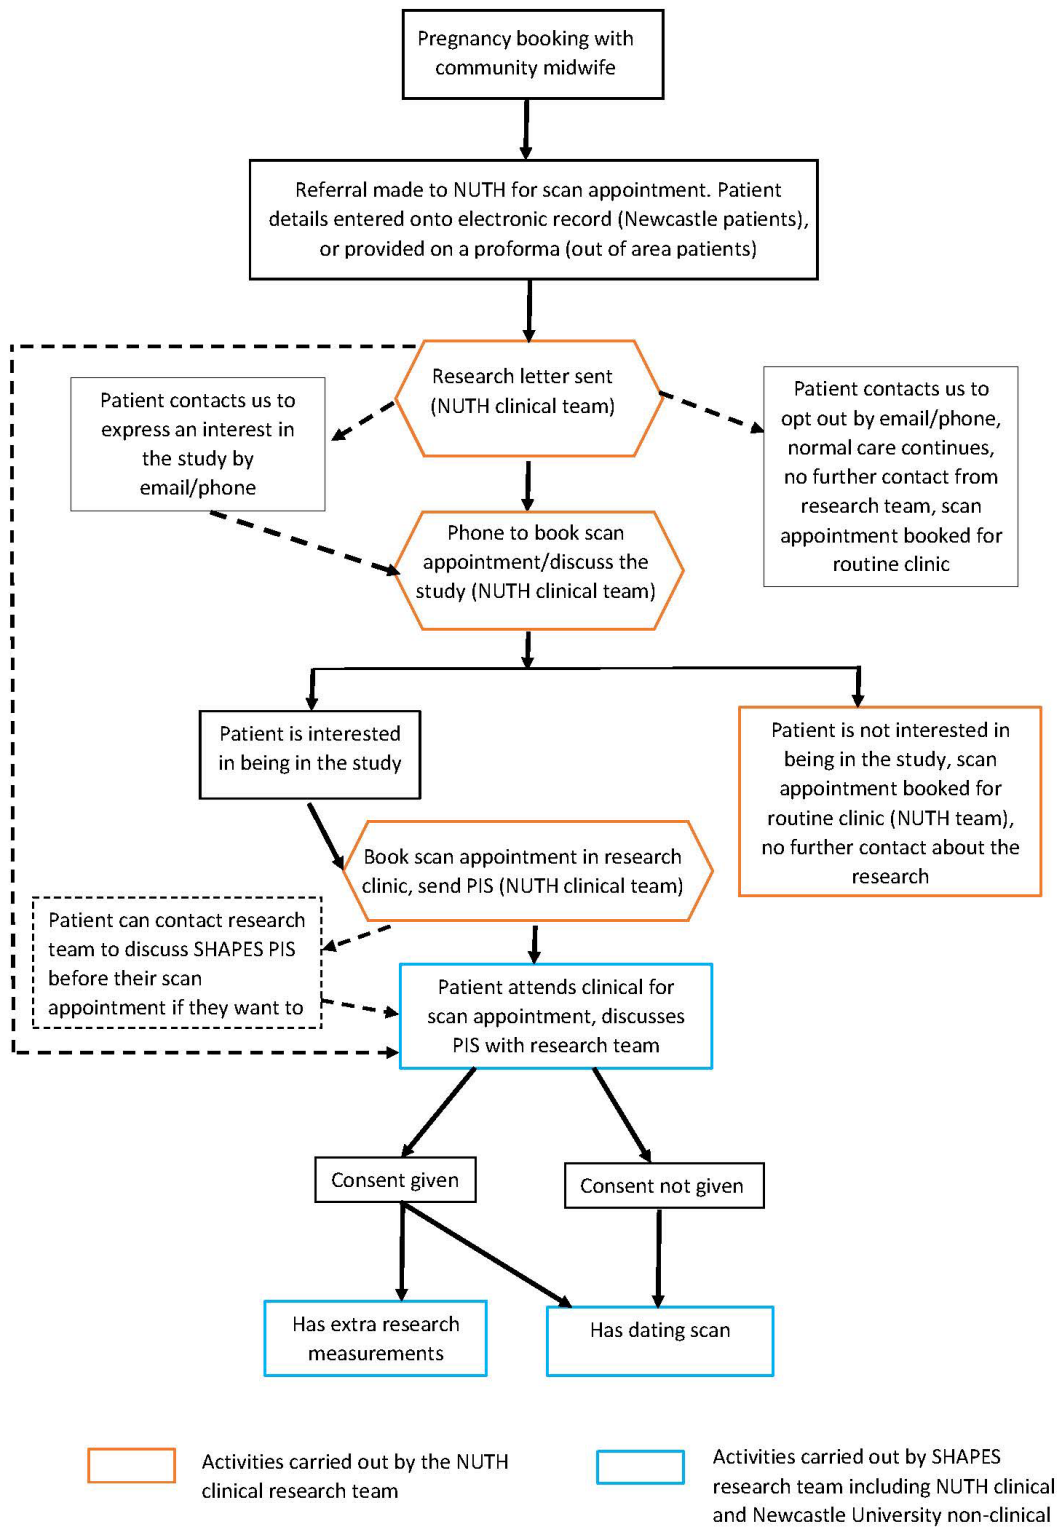 Pregnancy booking with
community midwife
Referral made to NUTH for scan appointment. Patient
details entered onto electronic record (Newcastle patients),
or provided on a proforma (out of area patients)
Research letter sent
(NUTH clinical team)
Patient contacts us to
express an interest in
the study by
email/phone
Patient contacts us to
opt out by email/phone,
normal care continues,
no further contact from
research team, scan
appointment booked for
routine clinic
Phone to book scan
appointment/discuss the
study (NUTH clinical team)
Patient is interested
in being in the study
Patient is not interested in
being in the study, scan
appointment booked for
routine clinic (NUTH team),
no further contact about the
research
Book scan appointment in research
clinic, send PIS (NUTH clinical team)
Patient can contact research
team to discuss SHAPES PIS
before their scan
appointment if they want to
Patient attends clinical for
scan appointment, discusses
PIS with research team
Consent given
Consent not given
Has extra research
measurements
Has dating scan
Activities carried out by the NUTH
clinical research team
Activities carried out by SHAPES
research team including NUTH clinical
and Newcastle University non-clinical